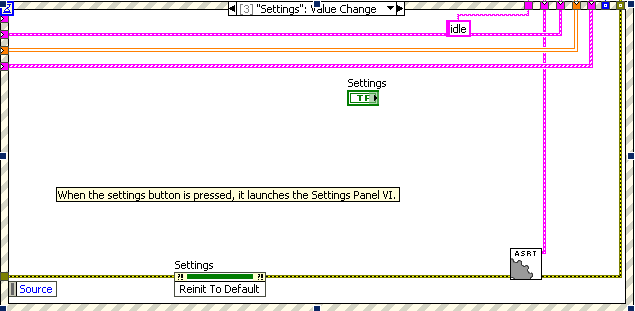 [3] "Settings": Value Change
idle
Settings
TF
When the settings button is pressed, it launches the Settings Panel VI.
Settings
ASRT
?! ?!
Reinit To Default
Source